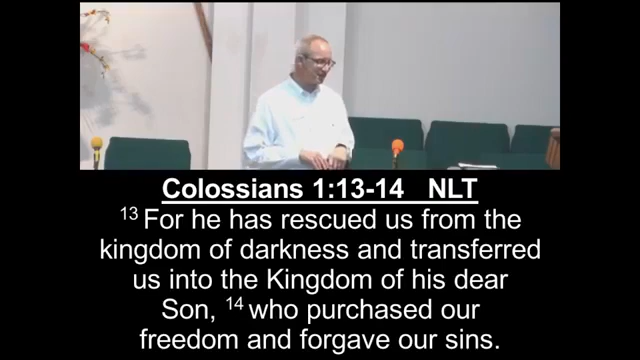 Colossians 1:13-14 NLT
13 For he has rescued us from the
kingdom of darkness and transferred
us into the Kingdom of his dear
Son, 14 who purchased our
freedom and forgave our sins.